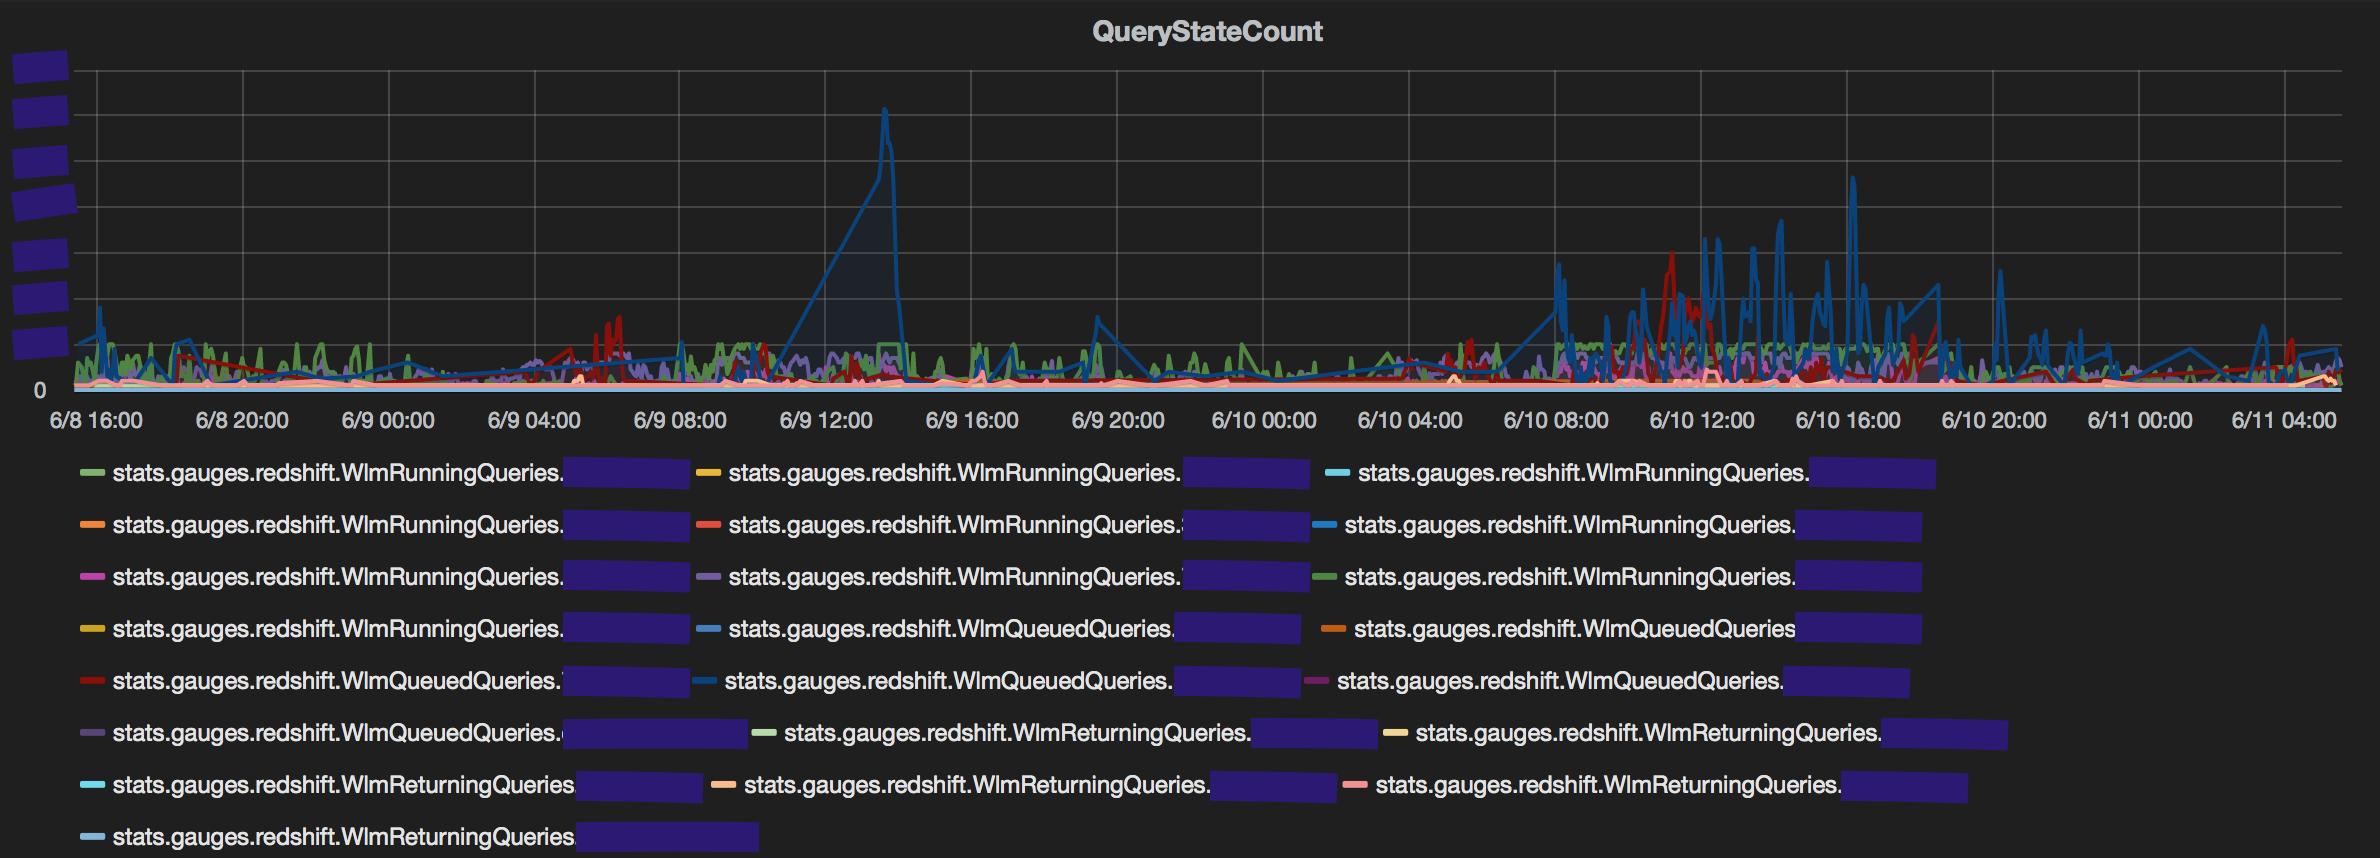 QueryStateCount
0
6/8 16:00 6/8 20:00 6/9 00:00 6/9 04:00 6/9 08:00 6/9 12:00 6/9 16:00 6/9 20:00 6/10 00:00 6/10 04:00 6/10 08:00 6/10 12:00 6/10 16:00 6/10 20:00 6/11 00:00 6/11 04:00
stats.gauges.redshift.WlmRunningQueries. stats.gauges.redshift.WlmRunningQueries. stats.gauges.redshift.WlmRunningQueries.
stats.gauges.redshift.WlmRunningQueries. stats.gauges.redshift.WlmRunningQueries. stats.gauges.redshift.WlmRunningQueries.
stats.gauges.redshift.WlmRunningQueries. stats.gauges.redshift.WlmRunningQueries. stats.gauges.redshift.WlmRunningQueries.
stats.gauges.redshift.WlmRunningQueries. stats.gauges.redshift.WlmQueuedQueries. stats.gauges.redshift.WlmQueuedQueries
stats.gauges.redshift.WlmQueuedQueries. stats.gauges.redshift.WlmQueuedQueries. stats.gauges.redshift.WlmQueuedQueries.
stats.gauges.redshift.WlmQueuedQueries. stats.gauges.redshift.WlmReturningQueries. stats.gauges.redshift.WlmReturningQueries.
stats.gauges.redshift.WlmReturningQueries stats.gauges.redshift.WlmReturningQueries. stats.gauges.redshift.WlmReturningQueries.
stats.gauges.redshift.WlmReturningQueries.